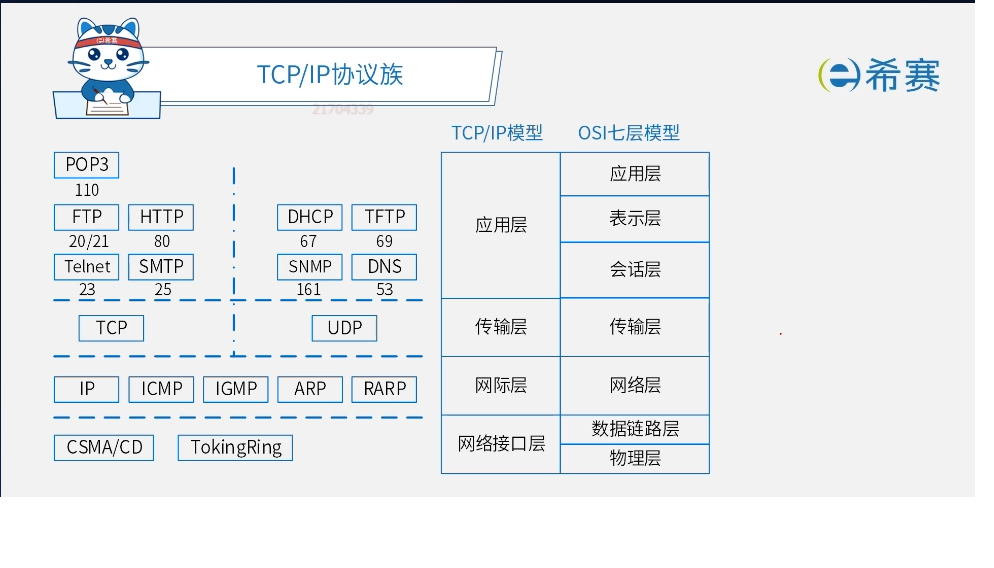 希赛
TCP/IP协议族
希赛
21704339
TCP/IP模型 OSI七层模型
POP3
110
FTP HTTP DHCP TFTP
20/21 80 67 69
Telnet SMTP SNMP DNS
23 25 161 53
TCP UDP
IP ICMP IGMP ARP RARP
CSMA/CD TokingRing
应用层 应用层
表示层
会话层
传输层 传输层
网际层 网络层
网络接口层 数据链路层
物理层